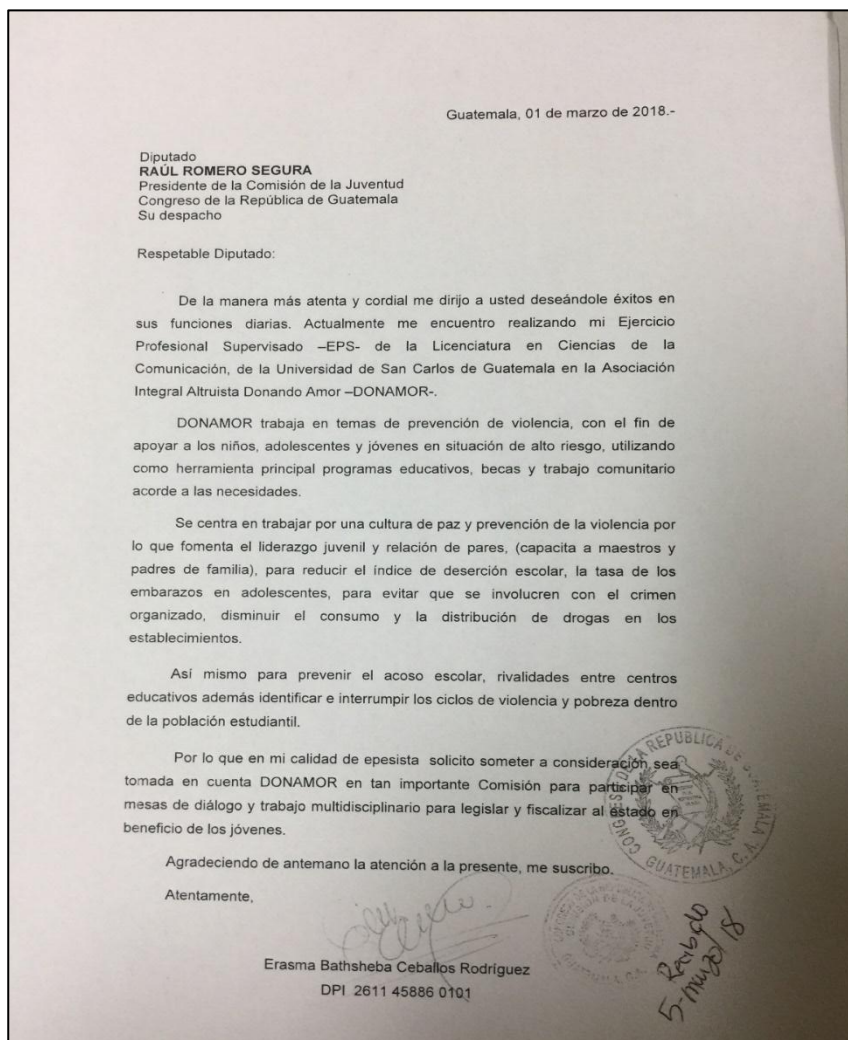 Guatemala, 01 de marzo de 2018.-
Diputado
RAÚL ROMERO SEGURA
Presidente de la Comisión de la Juventud
Congreso de la República de Guatemala
Su despacho
Respetable Diputado:
De la manera más atenta y cordial me dirijo a usted deseándole éxitos en
sus funciones diarias. Actualmente me encuentro realizando mi Ejercicio
Profesional Supervisado –EPS- de la Licenciatura en Ciencias de la
Comunicación, de la Universidad de San Carlos de Guatemala en la Asociación
Integral Altruista Donando Amor –DONAMOR-.
DONAMOR trabaja en temas de prevención de violencia, con el fin de
apoyar a los niños, adolescentes y jóvenes en situación de alto riesgo, utilizando
como herramienta principal programas educativos, becas y trabajo comunitario
acorde a las necesidades.
Se centra en trabajar por una cultura de paz y prevención de la violencia por
lo que fomenta el liderazgo juvenil y relación de pares, (capacita a maestros y
padres de familia), para reducir el índice de deserción escolar, la tasa de los
embarazos en adolescentes, para evitar que se involucren con el crimen
organizado, disminuir el consumo y la distribución de drogas en los
establecimientos.
Así mismo para prevenir el acoso escolar, rivalidades entre centros
educativos además identificar e interrumpir los ciclos de violencia y pobreza dentro
de la población estudiantil.
Por lo que en mi calidad de epesista solicito someter a consideración sea
tomada en cuenta DONAMOR en tan importante Comisión para participar en
mesas de diálogo y trabajo multidisciplinario para legislar y fiscalizar al estado en
beneficio de los jóvenes.
CONGRESO DE LA REPUBLICA DE GUATEMALA
GUATEMALA, C. A.
Agradeciendo de antemano la atención a la presente, me suscribo.
Atentamente,
Erasma Bathsheba Ceballos Rodríguez
DPI 2611 45886 0101
Recibido
5-marzo/18